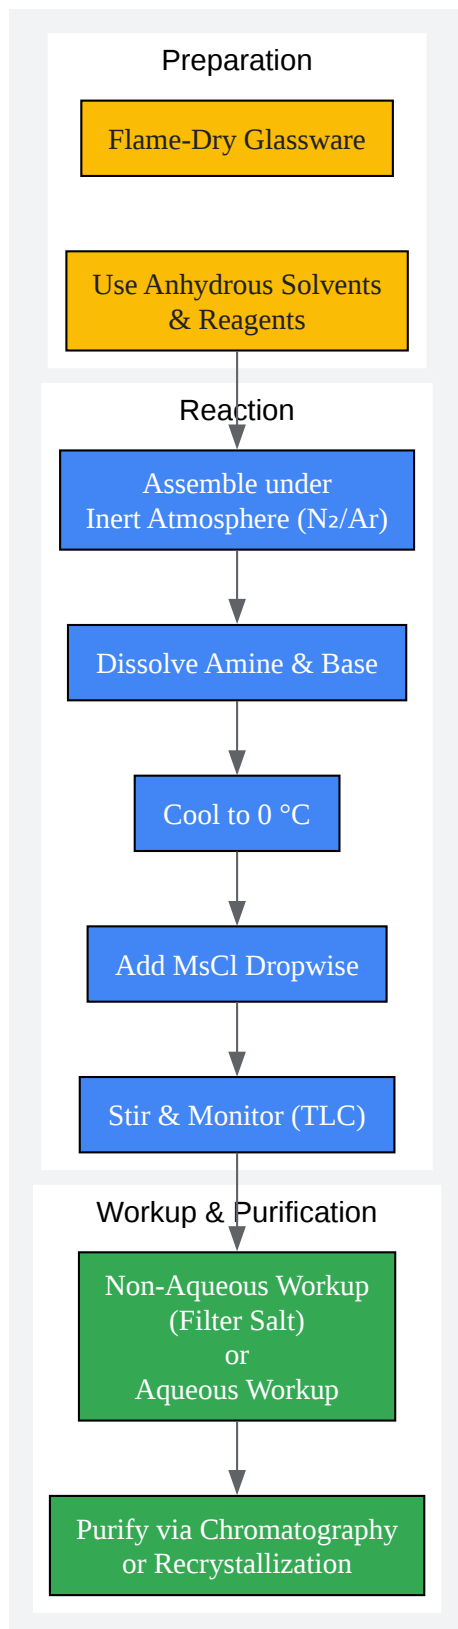 Preparation
Flame-Dry Glassware
Use Anhydrous Solvents
& Reagents
Reaction
Assemble under
Inert Atmosphere (N₂/Ar)
Dissolve Amine & Base
Cool to 0 °C
Add MsCl Dropwise
Stir & Monitor (TLC)
Workup & Purification
Non-Aqueous Workup
(Filter Salt)
or
Aqueous Workup
Purify via Chromatography
or Recrystallization